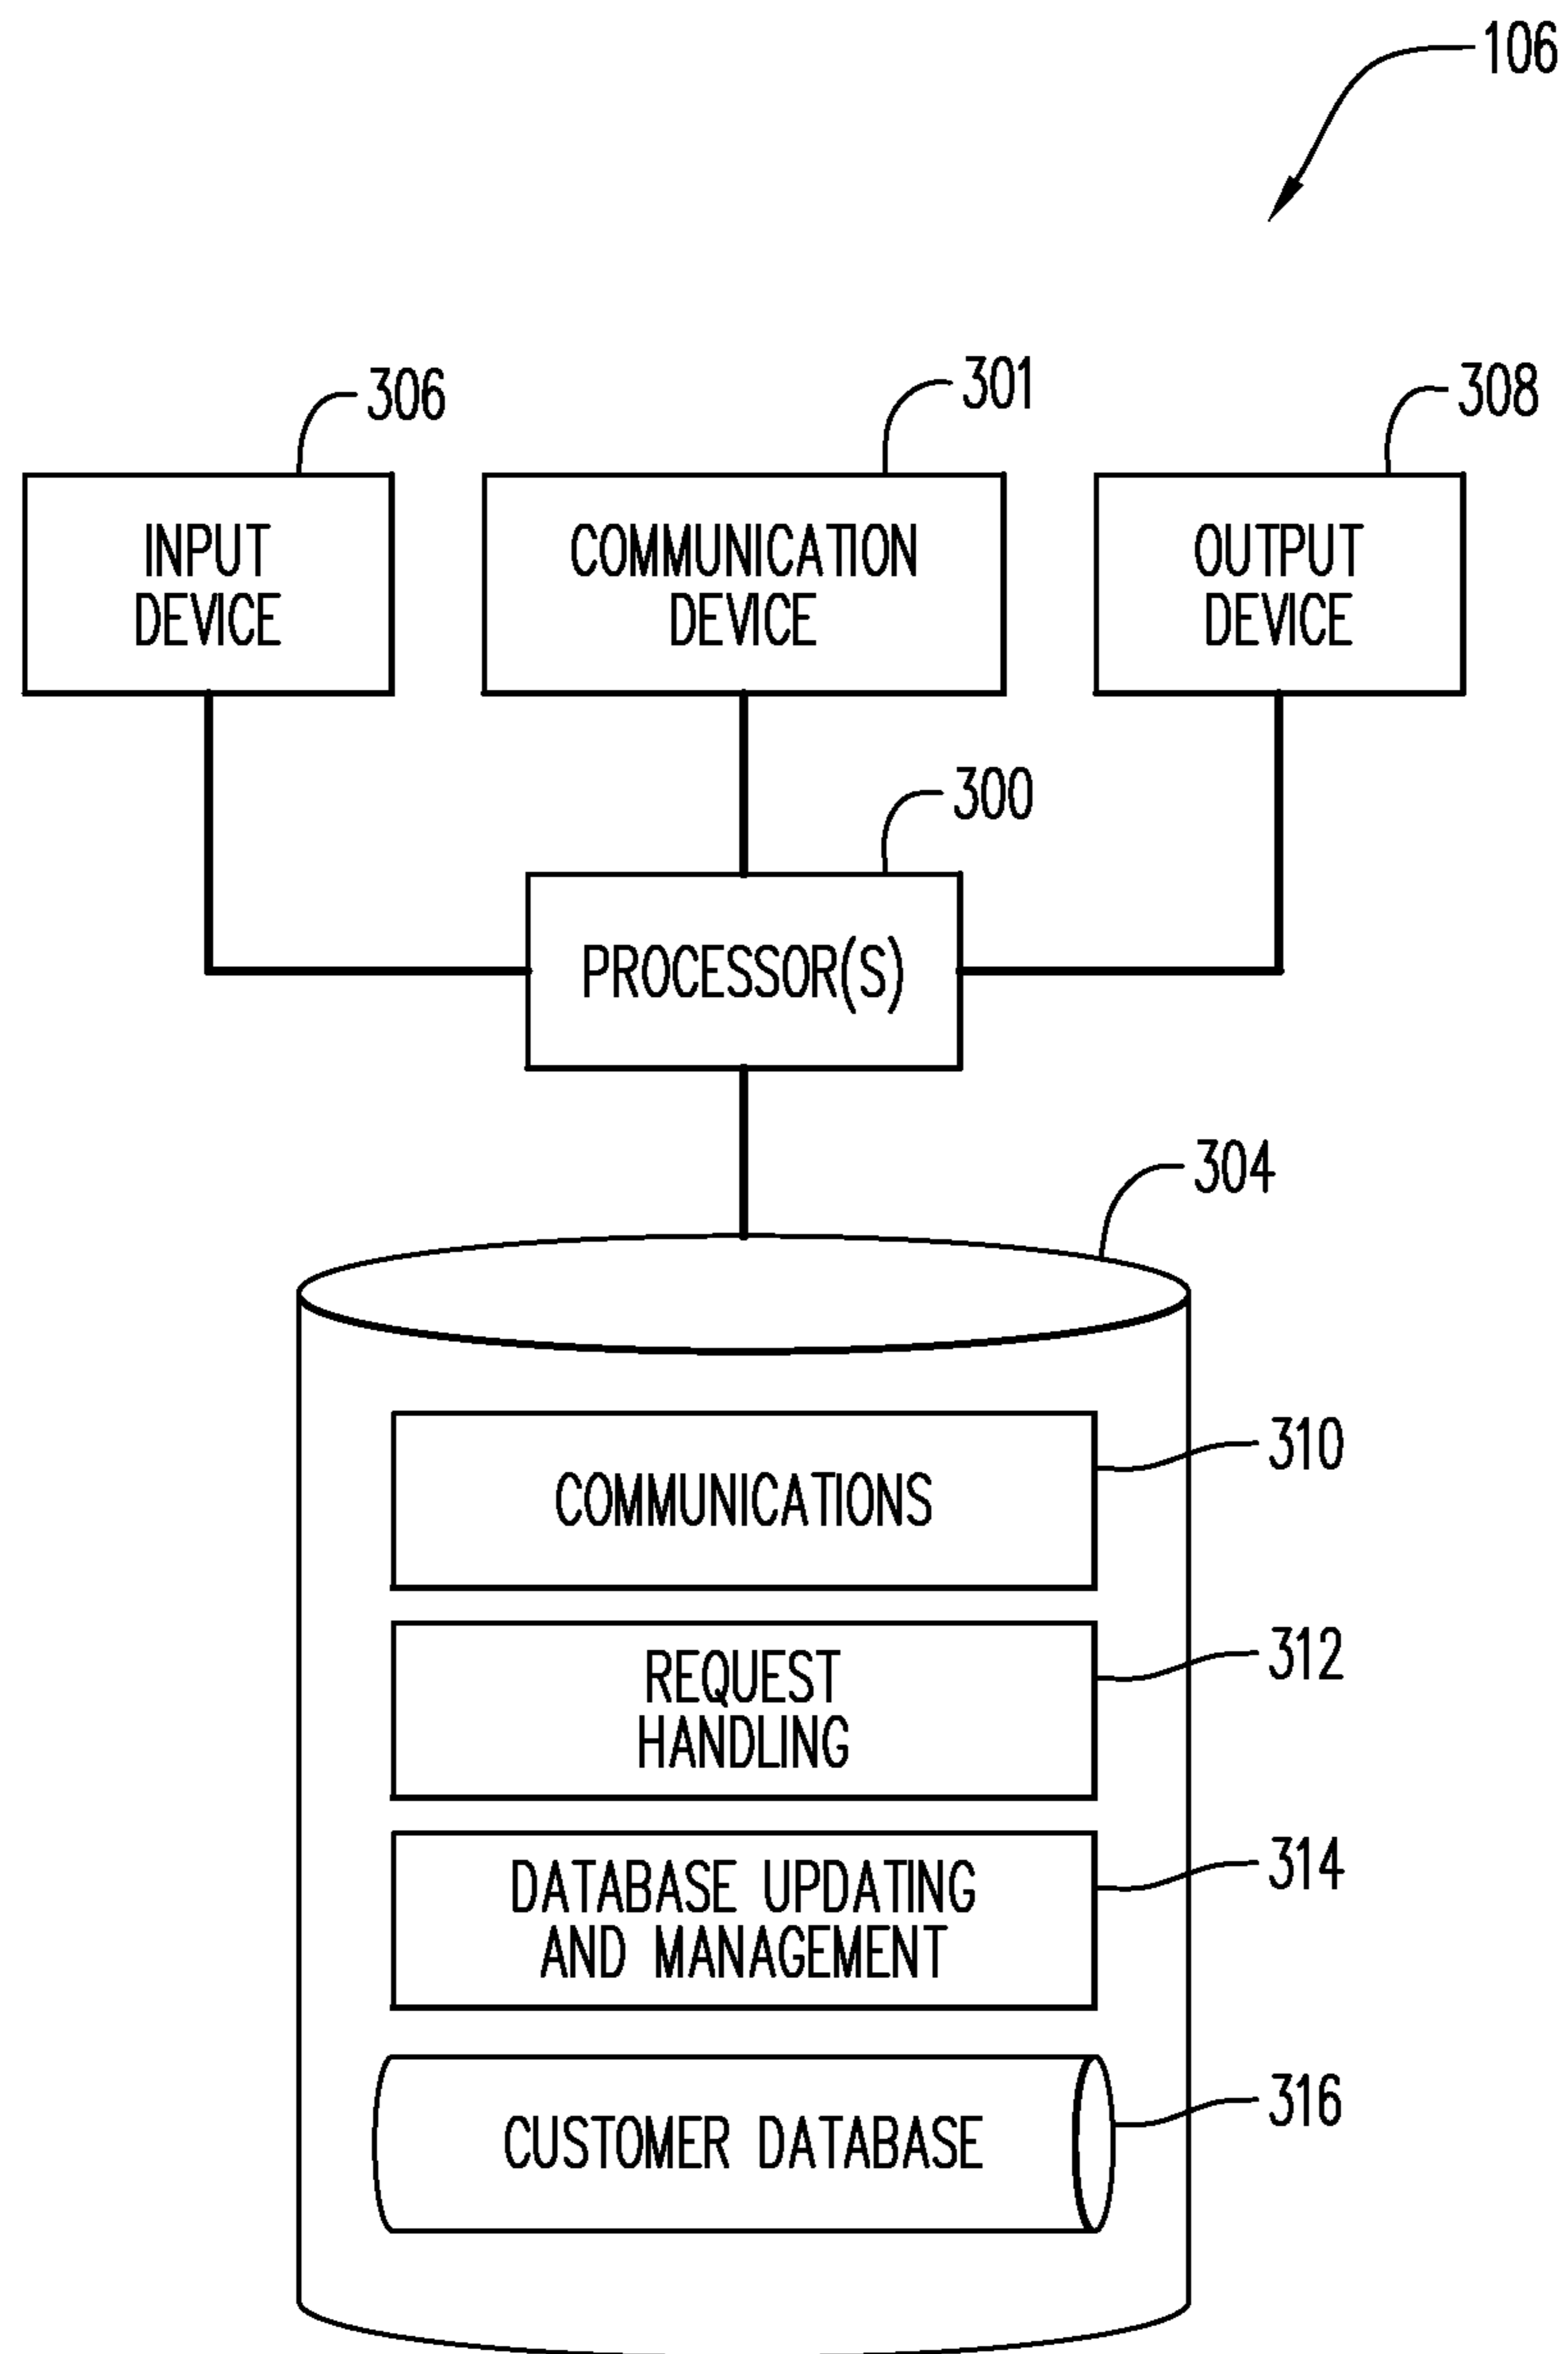 106
306
301
308
INPUT
DEVICE
COMMUNICATION
DEVICE
OUTPUT
DEVICE
300
PROCESSOR(S)
304
COMMUNICATIONS
310
REQUEST
HANDLING
312
DATABASE UPDATING
AND MANAGEMENT
314
CUSTOMER DATABASE
316